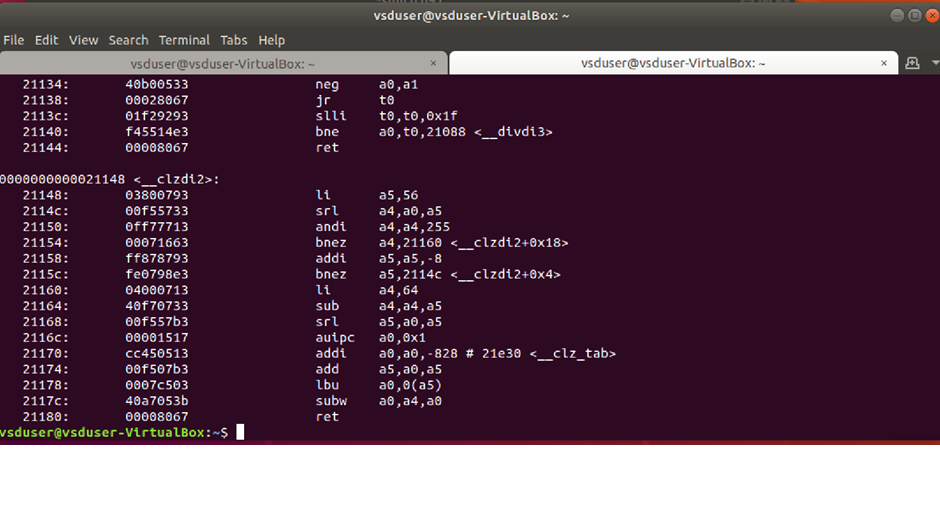 vsduser@vsduser-VirtualBox: ~
File Edit View Search Terminal Tabs Help
vsduser@vsduser-VirtualBox: ~ × vsduser@vsduser-VirtualBox: ~ ×
21134: 40b00533 neg a0,a1
21138: 00028067 jr t0
2113c: 01f29293 slli t0,t0,0x1f
21140: f45514e3 bne a0,t0,21088 <__divdi3>
21144: 00008067 ret
0000000000021148 <__clzdi2>:
21148: 03800793 li a5,56
2114c: 00f55733 srl a4,a0,a5
21150: 0ff77713 andi a4,a4,255
21154: 00071663 bnez a4,21160 <__clzdi2+0x18>
21158: ff878793 addi a5,a5,-8
2115c: fe0798e3 bnez a5,2114c <__clzdi2+0x4>
21160: 04000713 li a4,64
21164: 40f70733 sub a4,a4,a5
21168: 00f557b3 srl a5,a0,a5
2116c: 00001517 auipc a0,0x1
21170: cc450513 addi a0,a0,-828 # 21e30 <__clz_tab>
21174: 00f507b3 add a5,a0,a5
21178: 0007c503 lbu a0,0(a5)
2117c: 40a7053b subw a0,a4,a0
21180: 00008067 ret
vsduser@vsduser-VirtualBox:~$